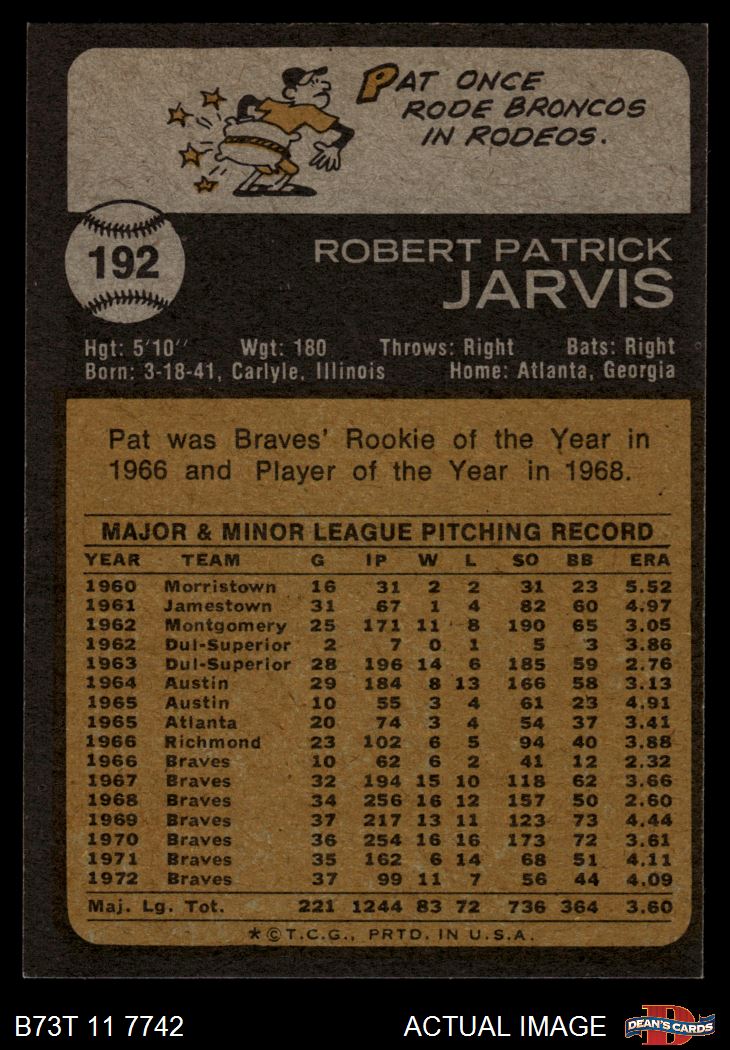 PAT ONCE
RODE BRONCOS
IN RODEOS.
192
ROBERT PATRICK
JARVIS
Hgt: 5'10" Wgt: 180 Throws: Right Bats: Right
Born: 3-18-41, Carlyle, Illinois Home: Atlanta, Georgia
Pat was Braves' Rookie of the Year in
1966 and Player of the Year in 1968.
MAJOR & MINOR LEAGUE PITCHING RECORD
YEAR TEAM G IP W L SO BB ERA
1960 Morristown 16 31 2 2 31 23 5.52
1961 Jamestown 31 67 1 4 82 60 4.97
1962 Montgomery 25 171 11 8 190 65 3.05
1962 Dul-Superior 2 7 0 1 5 3 3.86
1963 Dul-Superior 28 196 14 6 185 59 2.76
1964 Austin 29 184 8 13 166 58 3.13
1965 Austin 10 55 3 4 61 23 4.91
1965 Atlanta 20 74 3 4 54 37 3.41
1966 Richmond 23 102 6 5 94 40 3.88
1966 Braves 10 62 6 2 41 12 2.32
1967 Braves 32 194 15 10 118 62 3.66
1968 Braves 34 256 16 12 157 50 2.60
1969 Braves 37 217 13 11 123 73 4.44
1970 Braves 36 254 16 16 173 72 3.61
1971 Braves 35 162 6 14 68 51 4.11
1972 Braves 37 99 11 7 56 44 4.09
Maj. Lg. Tot. 221 1244 83 72 736 364 3.60
*©T.C.G., PRTD. IN U.S.A.
B73T 11 7742 ACTUAL IMAGE DEAN'S CARDS